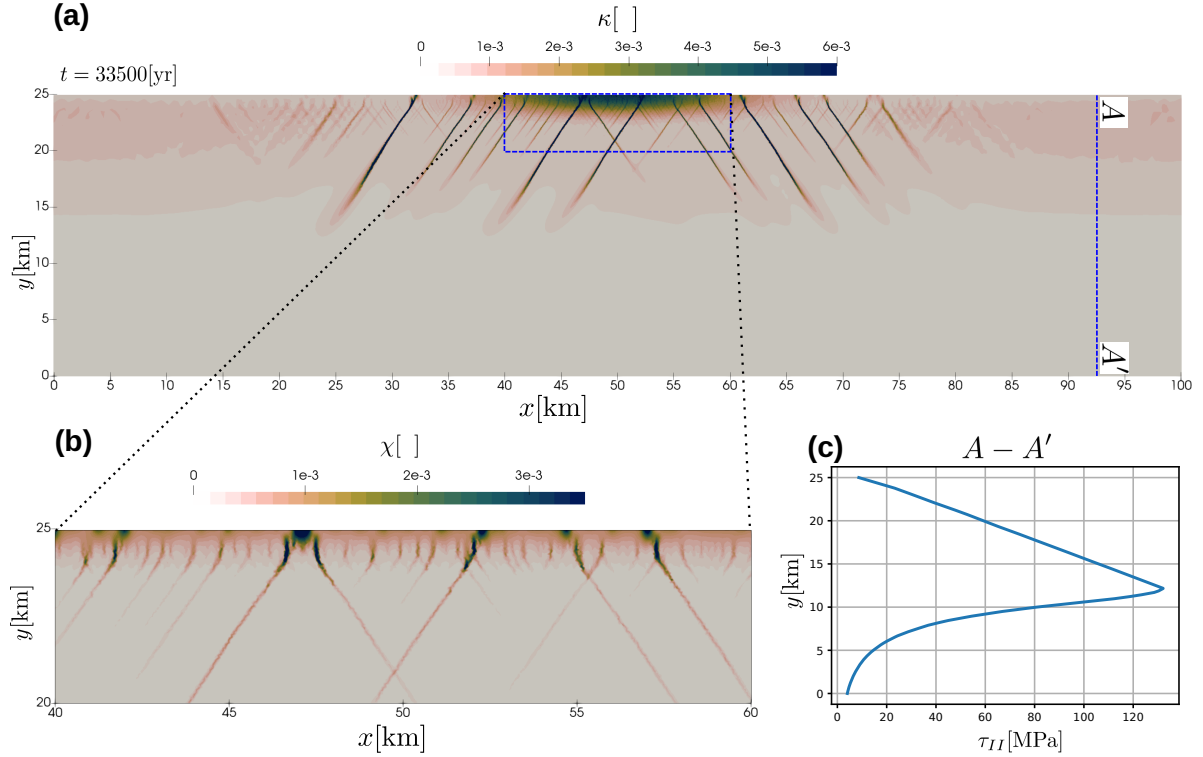 (a)
κ[ ]
0 1e-3 2e-3 3e-3 4e-3 5e-3 6e-3
t = 33500[yr]
25
20
15
10
5
0
y[km]
A
A′
0 5 10 15 20 25 30 35 40 45 50 55 60 65 70 75 80 85 90 95 100
x[km]
(b)
χ[ ]
0 1e-3 2e-3 3e-3
25
20
y[km]
40 45 50 55 60
x[km]
(c)
A − A′
25
20
15
10
5
0
y[km]
0 20 40 60 80 100 120
τII[MPa]